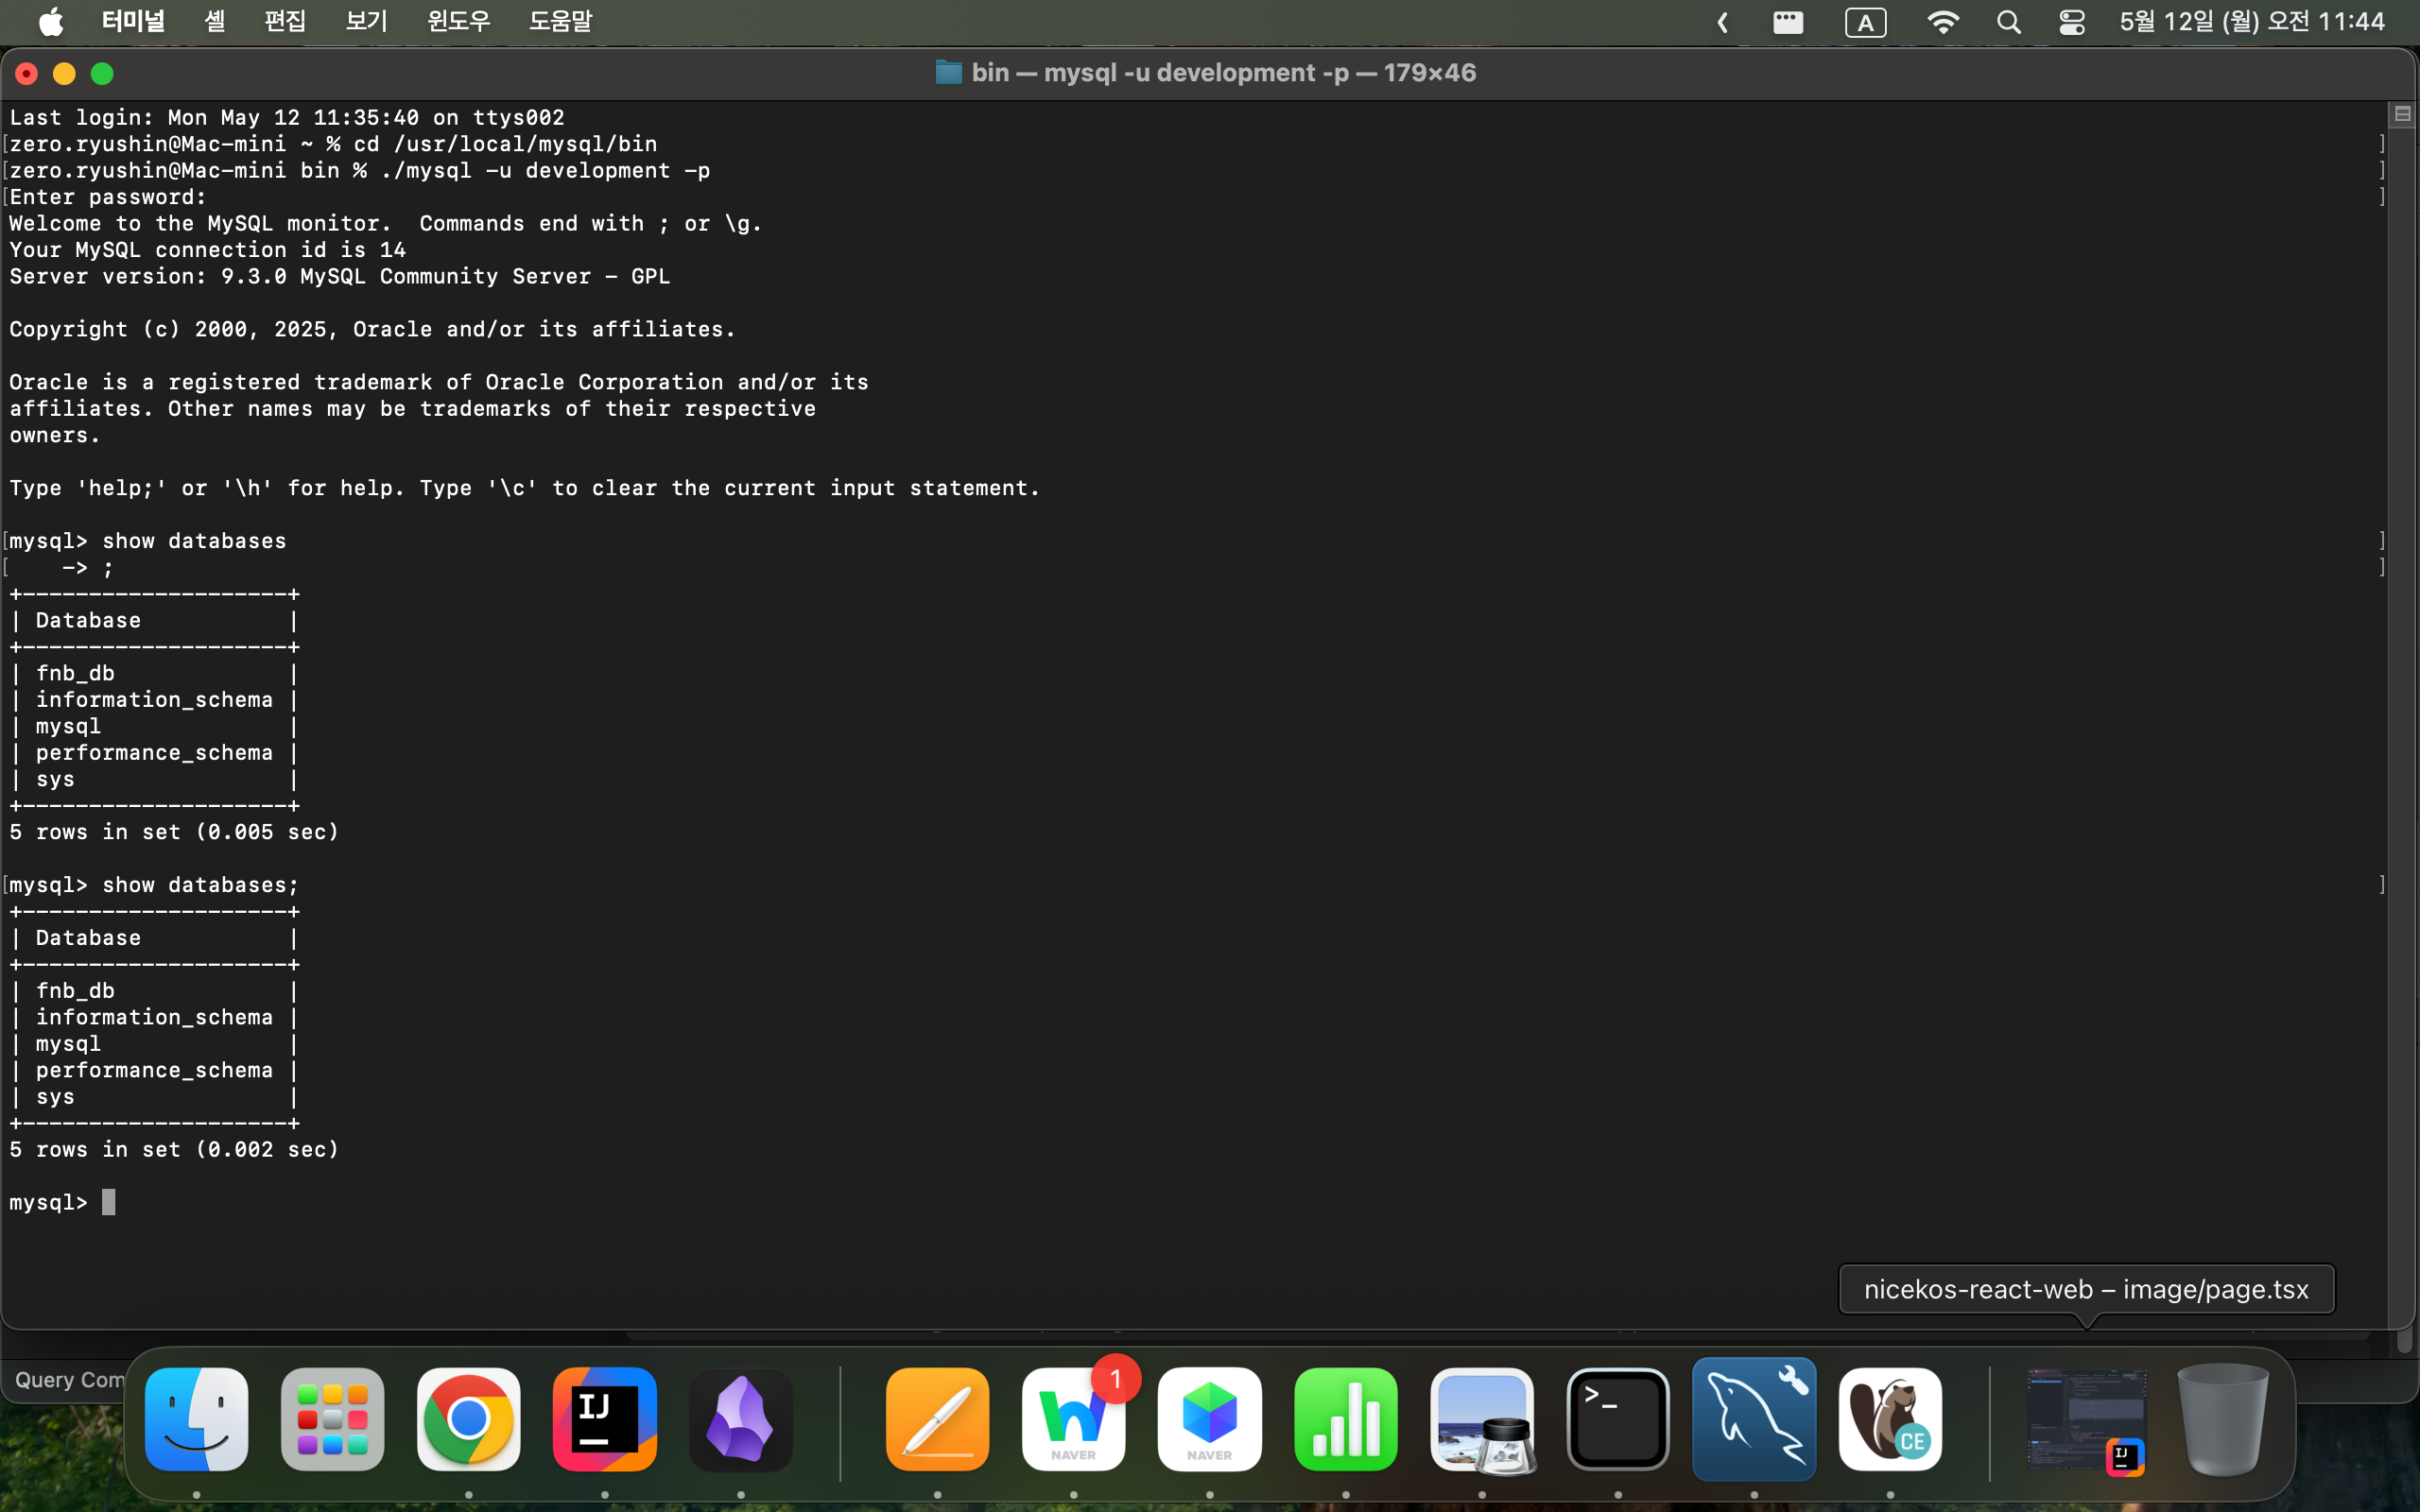 터미널 셸 편집 보기 윈도우 도움말 A 5월 12일 (월) 오전 11:44
bin — mysql -u development -p — 179×46
Last login: Mon May 12 11:35:40 on ttys002
[zero.ryushin@Mac-mini ~ % cd /usr/local/mysql/bin ]
[zero.ryushin@Mac-mini bin % ./mysql -u development -p ]
[Enter password: ]
Welcome to the MySQL monitor.  Commands end with ; or \g.
Your MySQL connection id is 14
Server version: 9.3.0 MySQL Community Server - GPL
Copyright (c) 2000, 2025, Oracle and/or its affiliates.
Oracle is a registered trademark of Oracle Corporation and/or its
affiliates. Other names may be trademarks of their respective
owners.
Type 'help;' or '\h' for help. Type '\c' to clear the current input statement.
[mysql> show databases ]
[    -> ; ]
+--------------------+
| Database           |
+--------------------+
| fnb_db             |
| information_schema |
| mysql              |
| performance_schema |
| sys                |
+--------------------+
5 rows in set (0.005 sec)
[mysql> show databases; ]
+--------------------+
| Database           |
+--------------------+
| fnb_db             |
| information_schema |
| mysql              |
| performance_schema |
| sys                |
+--------------------+
5 rows in set (0.002 sec)
mysql>
nicekos-react-web – image/page.tsx
Query Com
IJ
NAVER
1
NAVER
>_
CE
IJ